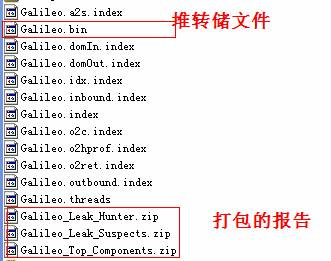 Galileo.a2s.index
Galileo.bin
堆转储文件
Galileo.domIn.index
Galileo.domOut.index
Galileo.idx.index
Galileo.inbound.index
Galileo.index
Galileo.o2c.index
Galileo.o2hprof.index
Galileo.o2ret.index
Galileo.outbound.index
Galileo.threads
Galileo_Leak_Hunter.zip
Galileo_Leak_Suspects.zip
Galileo_Top_Components.zip
打包的报告